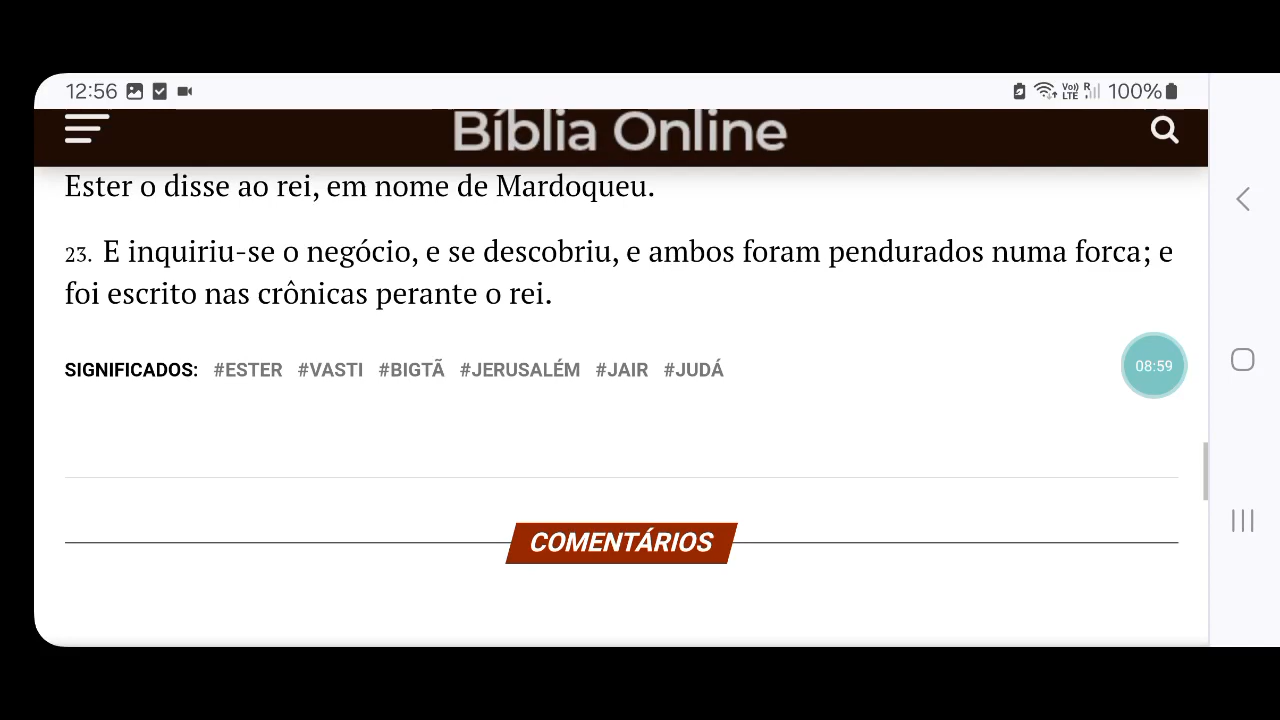 12:56 Vo)) LTE R 100%
Bíblia Online
Ester o disse ao rei, em nome de Mardoqueu.
23. E inquiriu-se o negócio, e se descobriu, e ambos foram pendurados numa forca; e
foi escrito nas crônicas perante o rei.
SIGNIFICADOS: #ESTER #VASTI #BIGTÃ #JERUSALÉM #JAIR #JUDÁ
08:59
COMENTÁRIOS